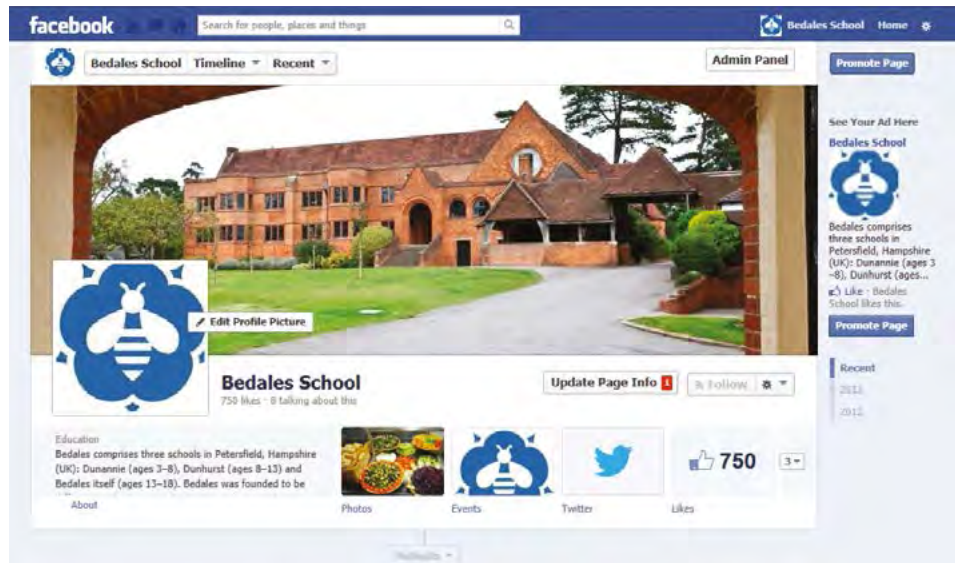 facebook
Search for people, places and things
Bedales School Home
Bedales School Timeline Recent
Admin Panel
Promote Page
See Your Ad Here
Bedales School
Bedales comprises
three schools in
Petersfield, Hampshire
(UK): Dunannie (ages 3
–8), Dunhurst (ages...
Like · Bedales
School likes this.
Promote Page
Recent
2013
2012
Edit Profile Picture
Bedales School
750 likes · 8 talking about this
Update Page Info 1
Follow
Education
Bedales comprises three schools in Petersfield, Hampshire
(UK): Dunannie (ages 3–8), Dunhurst (ages 8–13) and
Bedales itself (ages 13–18). Bedales was founded to be
About
Photos
Events
Twitter
750
Likes
3